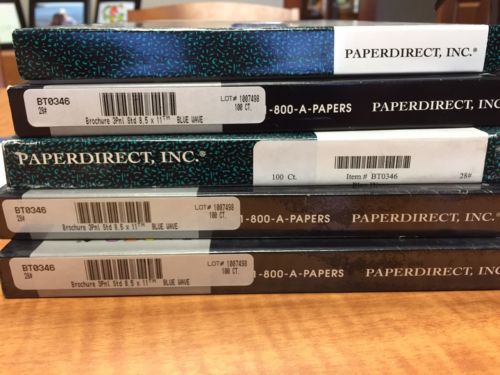 PAPERDIRECT, INC.®
BT0346
28#
LOT# 1007498
100 CT.
Brochure 3Pnl Std 8.5 x 11™ BLUE WAVE
1-800-A-PAPERS
PAPERDIRECT, INC
PAPERDIRECT, INC.®
100 Ct.
Item # BT0346
28#
BT0346
28#
LOT# 1007498
100 CT.
Brochure 3Pnl Std 8.5 x 11™ BLUE WAVE
1-800-A-PAPERS
PAPERDIRECT, INC.
BT0346
28#
LOT# 1007498
100 CT.
Brochure 3Pnl Std 8.5 x 11™ BLUE WAVE
1-800-A-PAPERS
PAPERDIRECT, INC